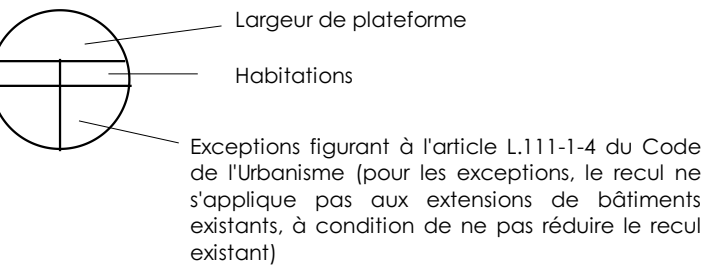 Largeur de plateforme
Habitations
Exceptions figurant à l'article L.111-1-4 du Code
de l'Urbanisme (pour les exceptions, le recul ne
s'applique pas aux extensions de bâtiments
existants, à condition de ne pas réduire le recul
existant)